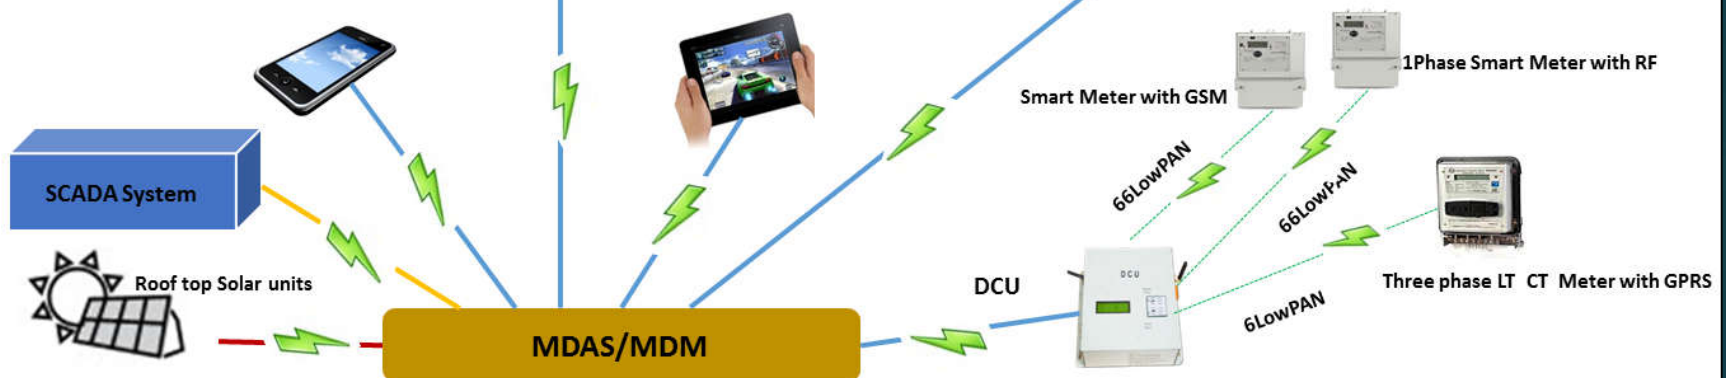 1Phase Smart Meter with RF
Smart Meter with GSM
SCADA System
66LowPAN
66LowPAN
Roof top Solar units
DCU
DCU
Three phase LT CT Meter with GPRS
6LowPAN
MDAS/MDM